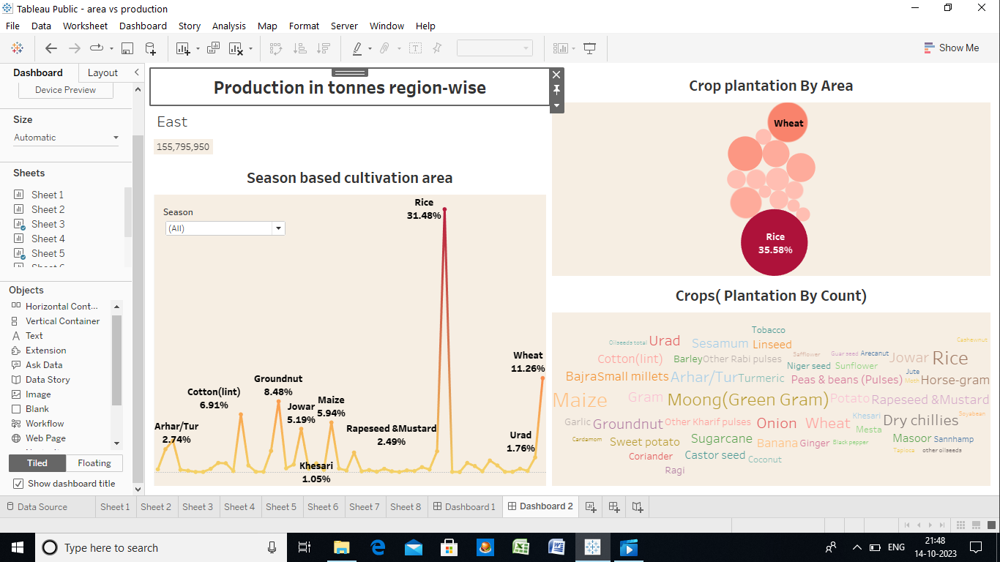 Tableau Public - area vs production
File Data Worksheet Dashboard Story Analysis Map Format Server Window Help
Show Me
Dashboard Layout
Device Preview
Size
Automatic
Sheets
Sheet 1
Sheet 2
Sheet 3
Sheet 4
Sheet 5
Objects
Horizontal Cont...
Vertical Container
Text
Extension
Ask Data
Data Story
Image
Blank
Workflow
Web Page
Tiled Floating
Show dashboard title
Production in tonnes region-wise
East
155,795,950
Season based cultivation area
Season
(All)
Rice
31.48%
Wheat
11.26%
Groundnut
8.48%
Cotton(lint)
6.91%
Jowar
5.19%
Maize
5.94%
Arhar/Tur
2.74%
Rapeseed &Mustard
2.49%
Urad
1.76%
Khesari
1.05%
Crop plantation By Area
Wheat
Rice
35.58%
Crops( Plantation By Count)
Tobacco
Oilseeds total Urad Sesamum Linseed Cashewnut
Cotton(lint) Barley Other Rabi pulses Safflower Guar seed Arecanut Jowar Rice
Niger seed Sunflower
Bajra Small millets Arhar/Tur Turmeric Peas & beans (Pulses) Jute Moth Horse-gram
Maize Gram Moong(Green Gram) Potato Rapeseed &Mustard
Garlic Groundnut Other Kharif pulses Onion Wheat Khesari Mesta Dry chillies Soyabean
Cardamom Sweet potato Sugarcane Banana Ginger Black pepper Masoor Sannhamp
Coriander Castor seed Coconut Tapioca other oilseeds
Ragi
Data Source Sheet 1 Sheet 2 Sheet 3 Sheet 4 Sheet 5 Sheet 6 Sheet 7 Sheet 8 Dashboard 1 Dashboard 2
Type here to search
ENG
21:48
14-10-2023